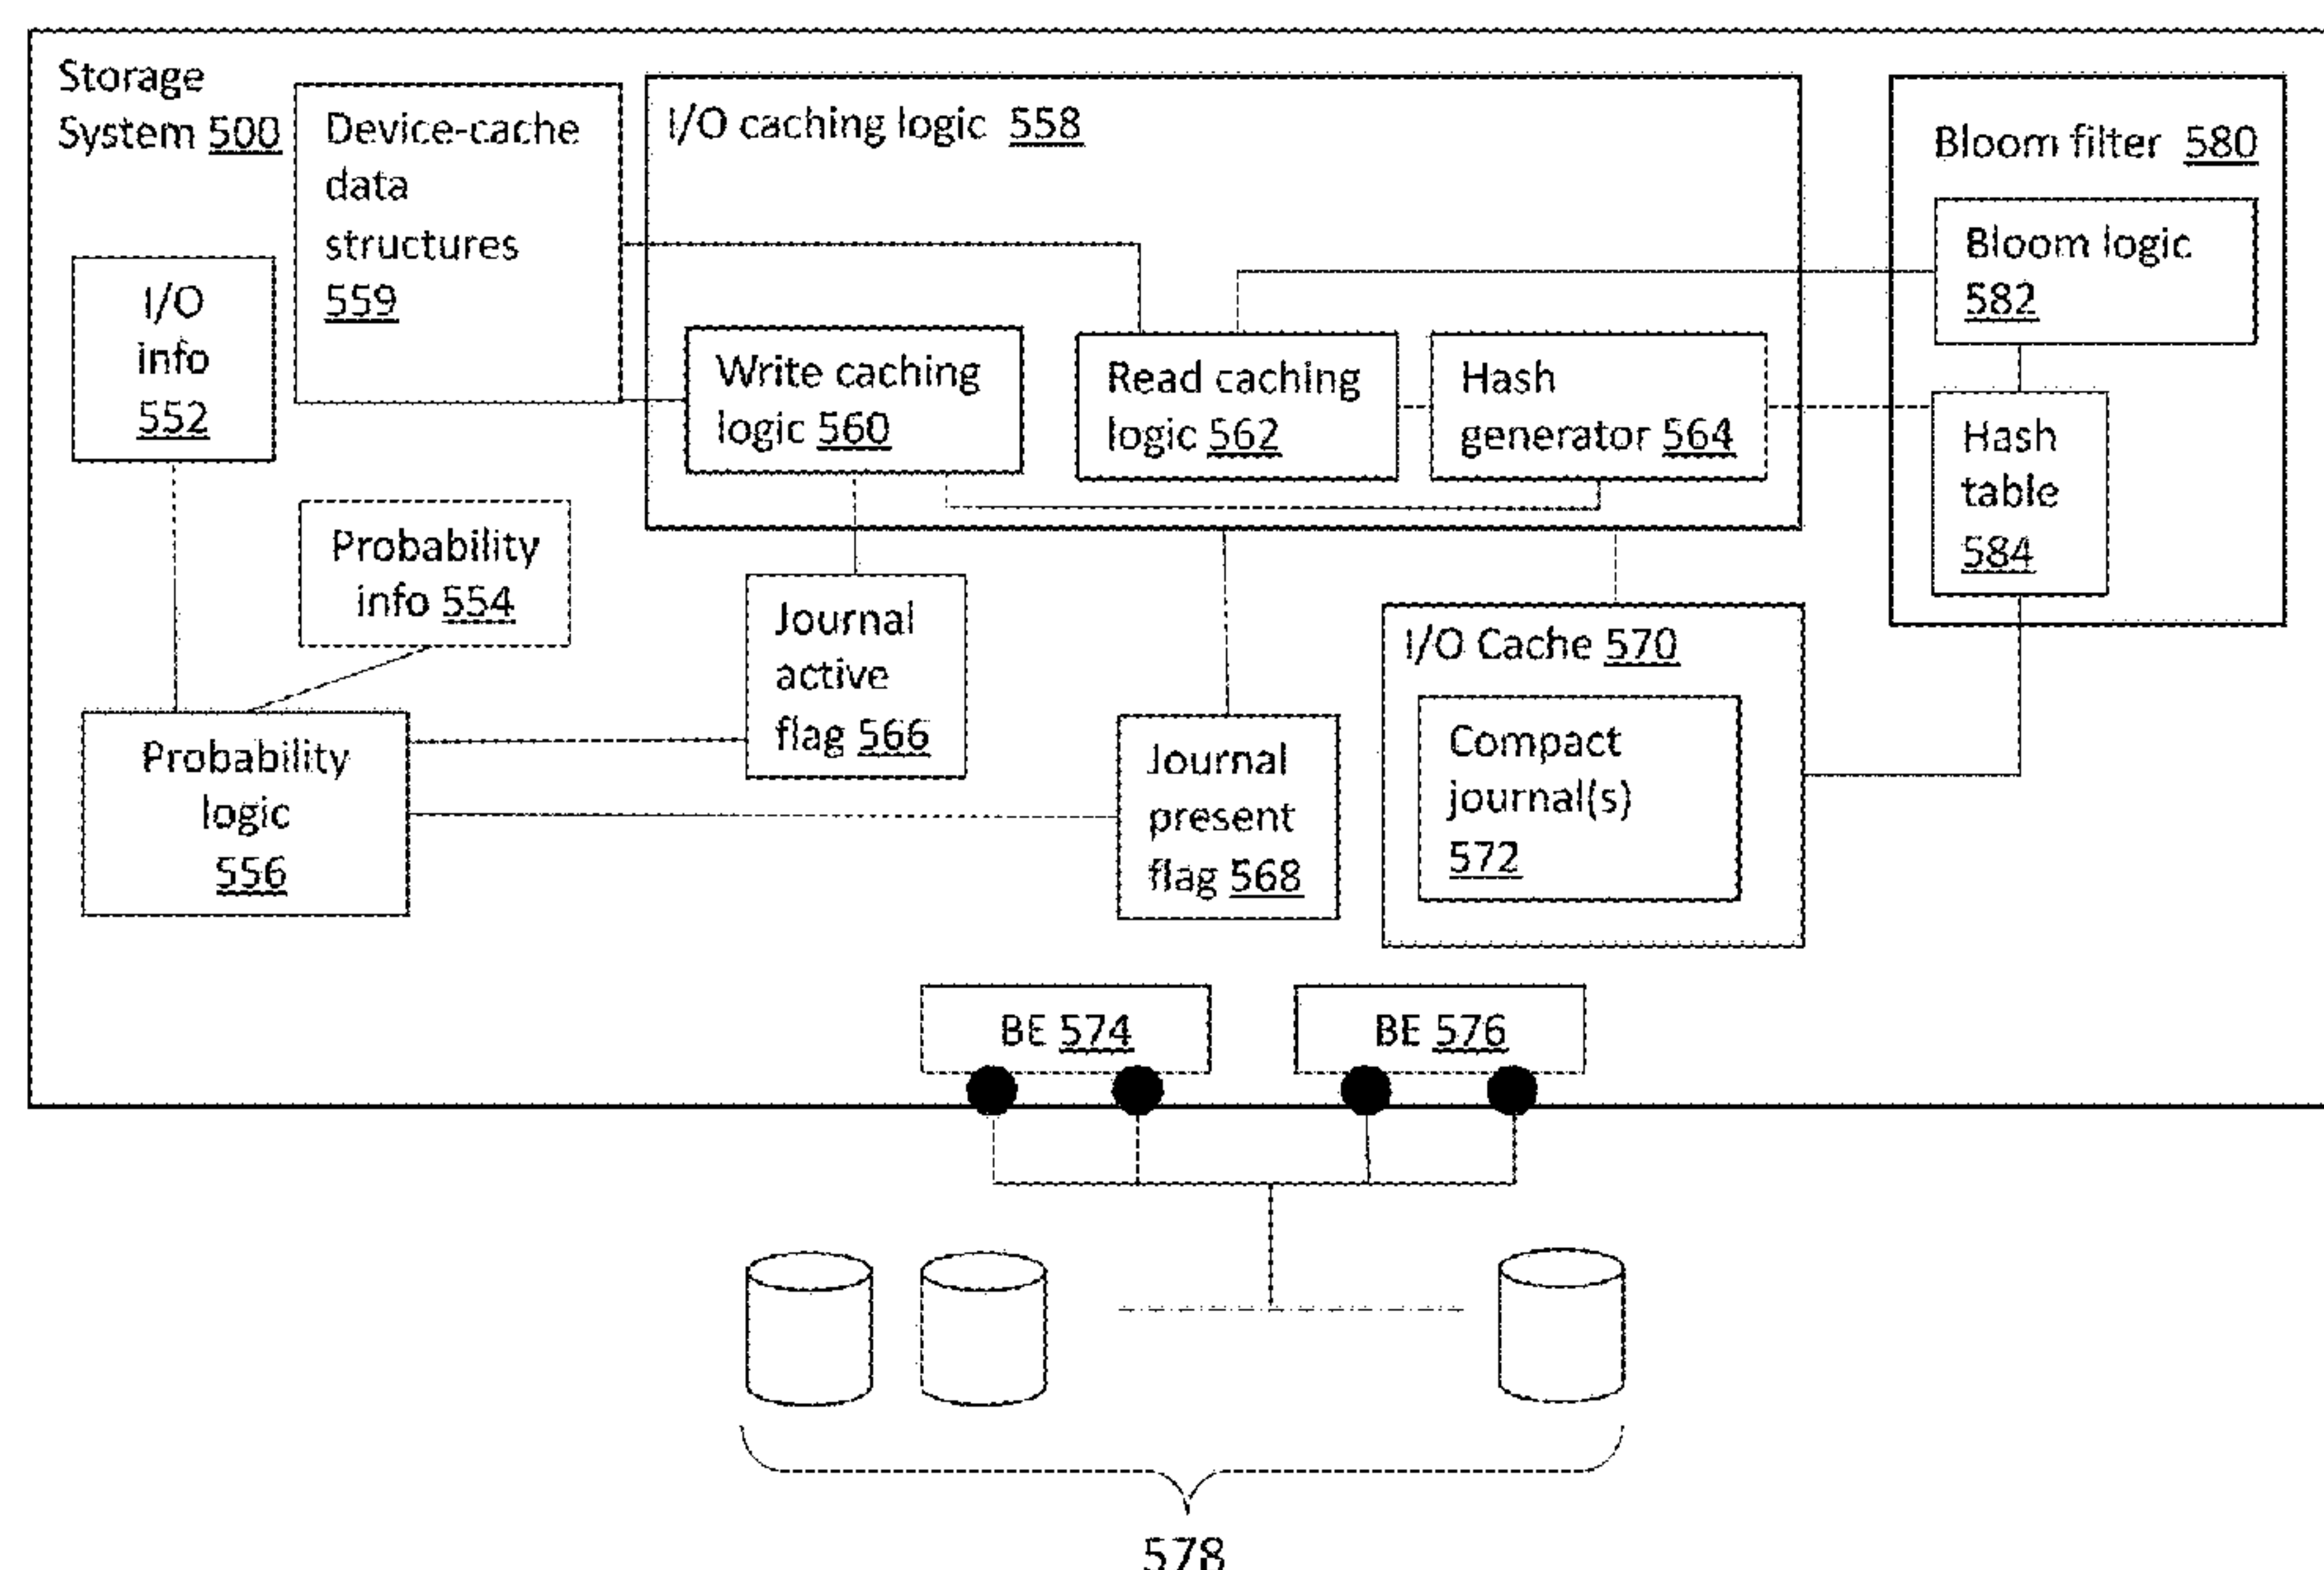 Storage
System 500
Device-cache
data
structures
559
I/O caching logic 558
Bloom filter 580
Bloom logic
582
I/O
info
552
Write caching
logic 560
Read caching
logic 562
Hash
generator 564
Hash
table
584
Probability
info 554
Journal
active
flag 566
I/O Cache 570
Compact
journal(s)
572
Probability
logic
556
Journal
present
flag 568
BE 574
BE 576
578